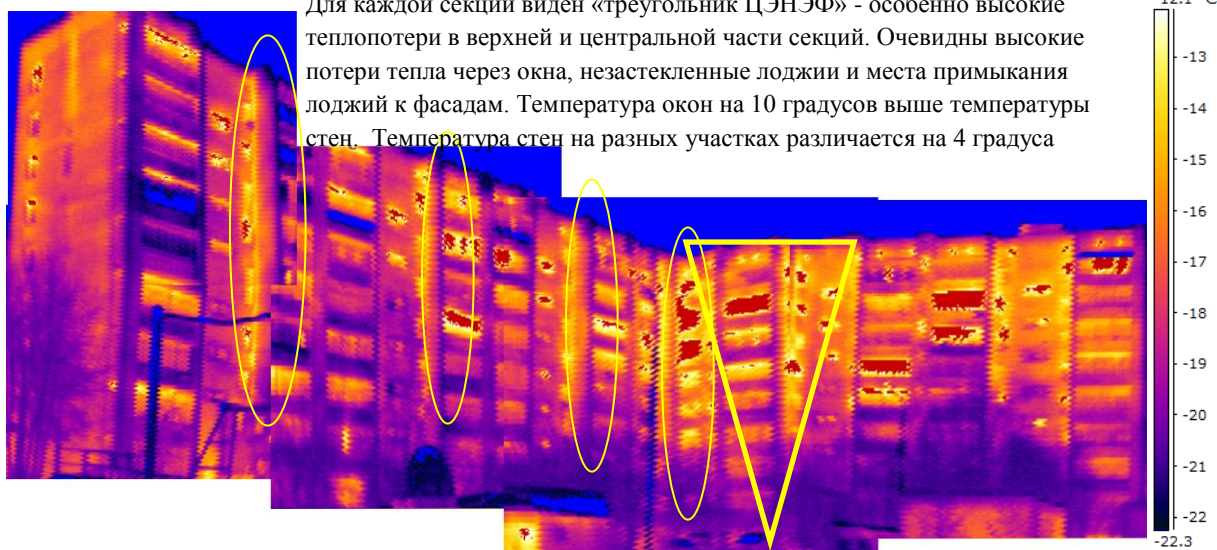 Для каждой секции виден «треугольник ЦЭНЭФ» - особенно высокие
теплопотери в верхней и центральной части секций. Очевидны высокие
потери тепла через окна, незастекленные лоджии и места примыкания
лоджий к фасадам. Температура окон на 10 градусов выше температуры
стен. Температура стен на разных участках различается на 4 градуса
-12.1 °C
-13
-14
-15
-16
-17
-18
-19
-20
-21
-22
-22.3